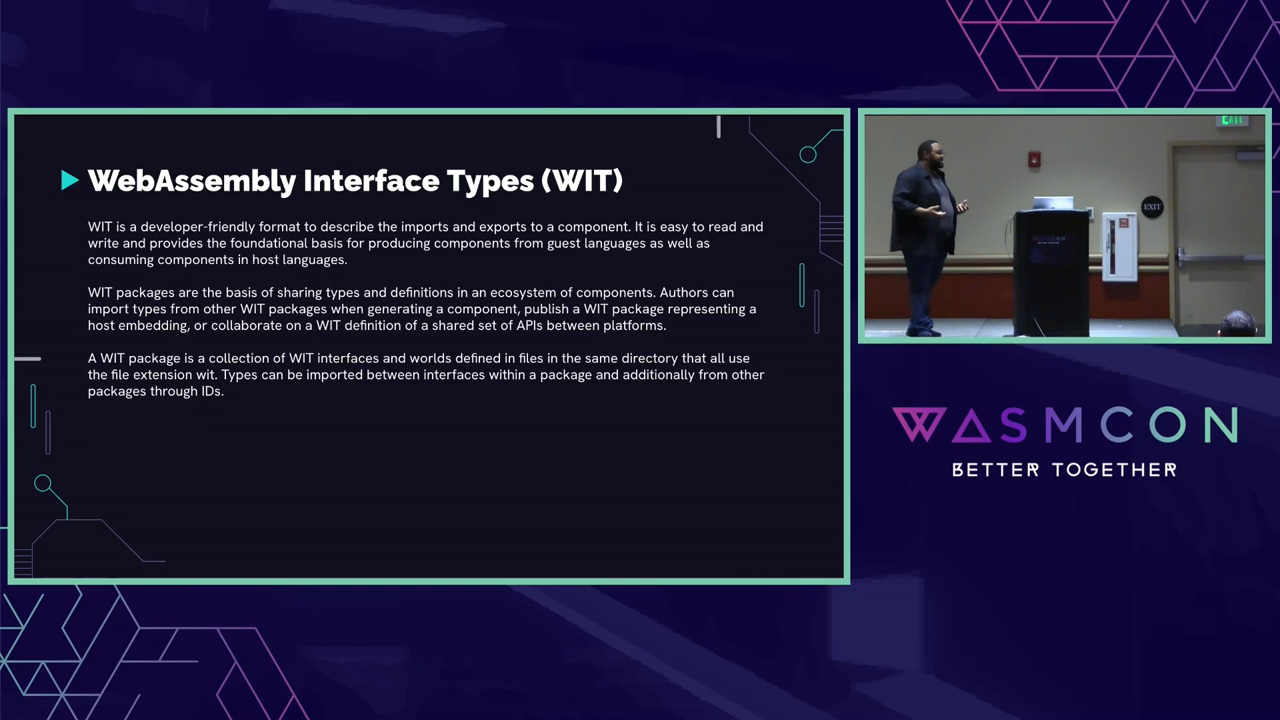 WebAssembly Interface Types (WIT)
WIT is a developer-friendly format to describe the imports and exports to a component. It is easy to read and
write and provides the foundational basis for producing components from guest languages as well as
consuming components in host languages.
WIT packages are the basis of sharing types and definitions in an ecosystem of components. Authors can
import types from other WIT packages when generating a component, publish a WIT package representing a
host embedding, or collaborate on a WIT definition of a shared set of APIs between platforms.
A WIT package is a collection of WIT interfaces and worlds defined in files in the same directory that all use
the file extension wit. Types can be imported between interfaces within a package and additionally from other
packages through IDs.
EXIT
EXIT
WASMCON
WASMCON
BETTER TOGETHER